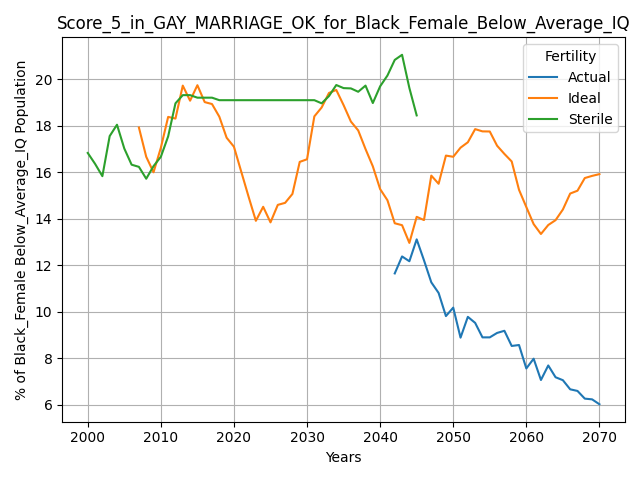 Score_5_in_GAY_MARRIAGE_OK_for_Black_Female_Below_Average_IQ
% of Black_Female Below_Average_IQ Population
20
18
16
14
12
10
8
6
Fertility
Actual
Ideal
Sterile
2000 2010 2020 2030 2040 2050 2060 2070
Years